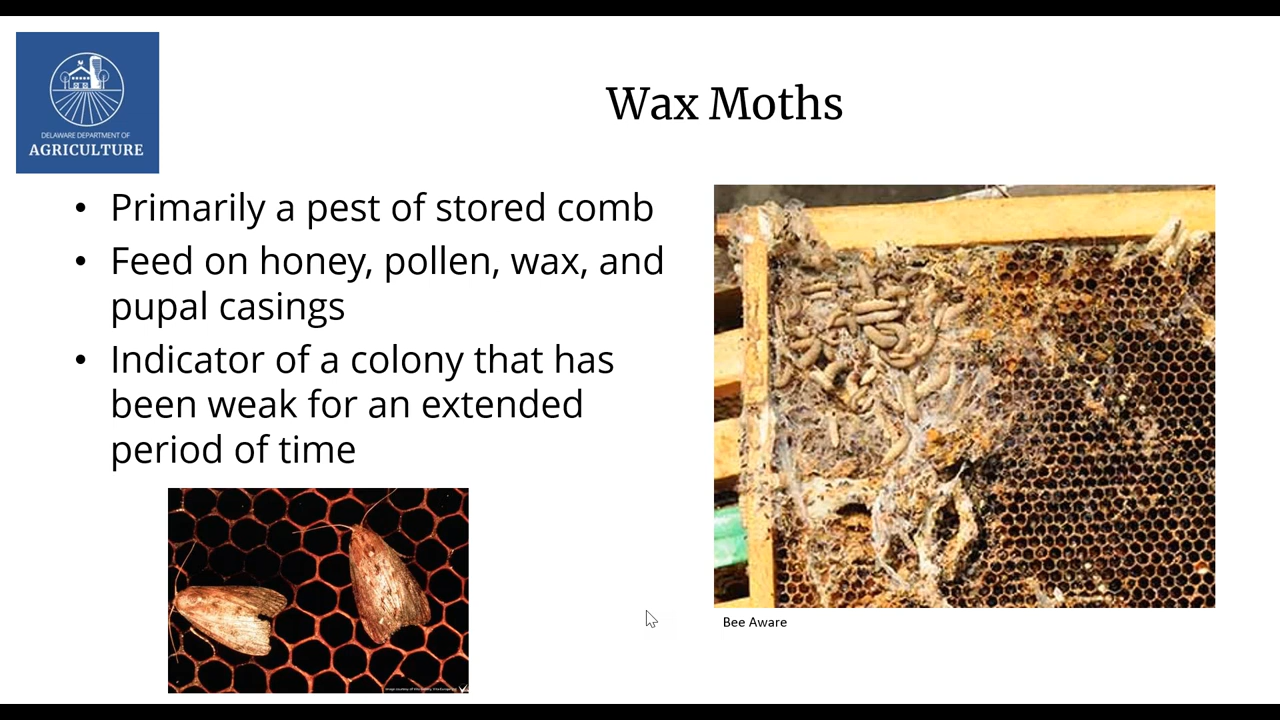 DELAWARE DEPARTMENT OF
AGRICULTURE
Wax Moths
• Primarily a pest of stored comb
• Feed on honey, pollen, wax, and
pupal casings
• Indicator of a colony that has
been weak for an extended
period of time
Bee Aware